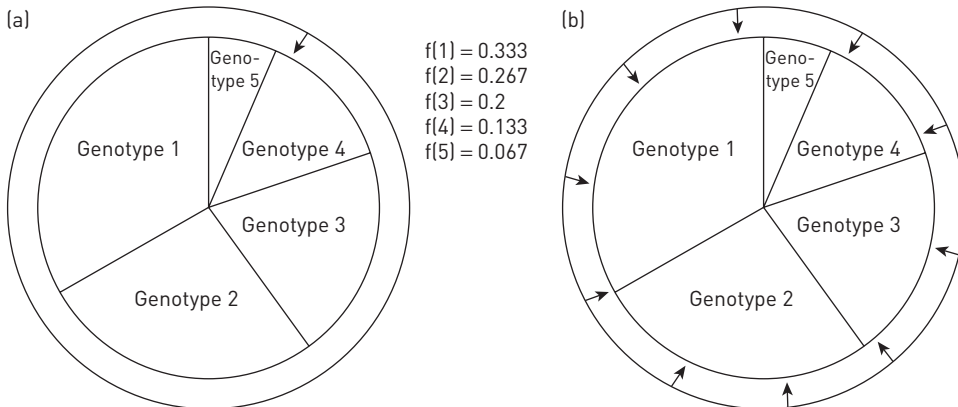 (a)
Geno-
type 5
Genotype 1
Genotype 4
Genotype 3
Genotype 2
f(1) = 0.333
f(2) = 0.267
f(3) = 0.2
f(4) = 0.133
f(5) = 0.067
(b)
Geno-
type 5
Genotype 1
Genotype 4
Genotype 3
Genotype 2